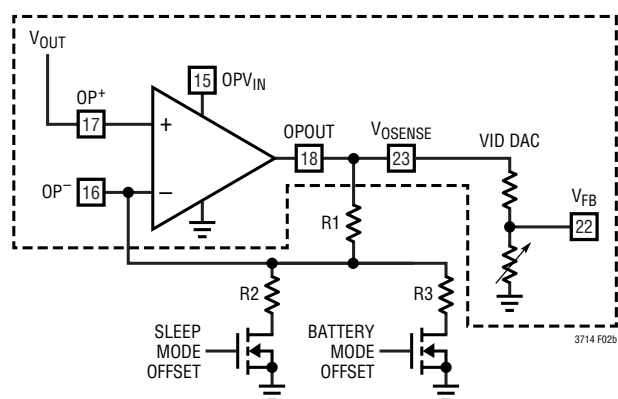 VOUT
OP+
17
15
OPVIN
+
OPOUT
18
VOSENSE
23
VID DAC
OP−
16
−
VFB
22
R1
R2
R3
SLEEP
MODE
OFFSET
BATTERY
MODE
OFFSET
3714 F02b